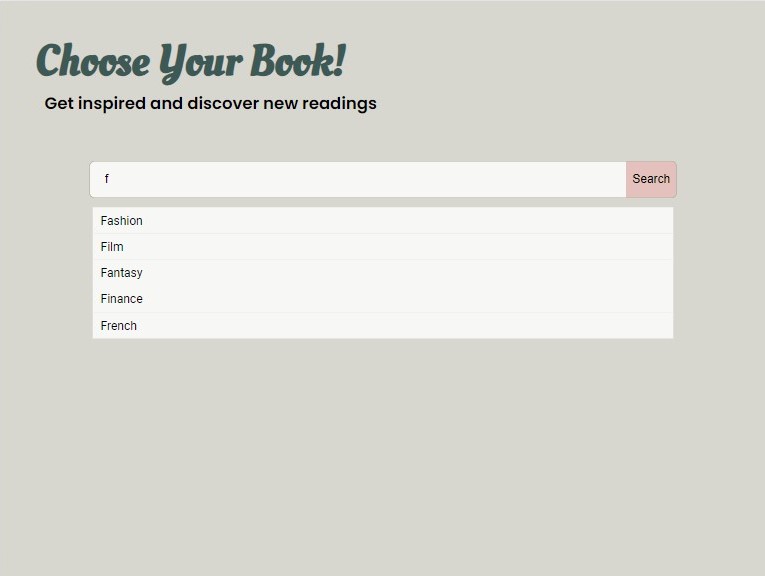 Choose Your Book!
Get inspired and discover new readings
f
Search
Fashion
Film
Fantasy
Finance
French